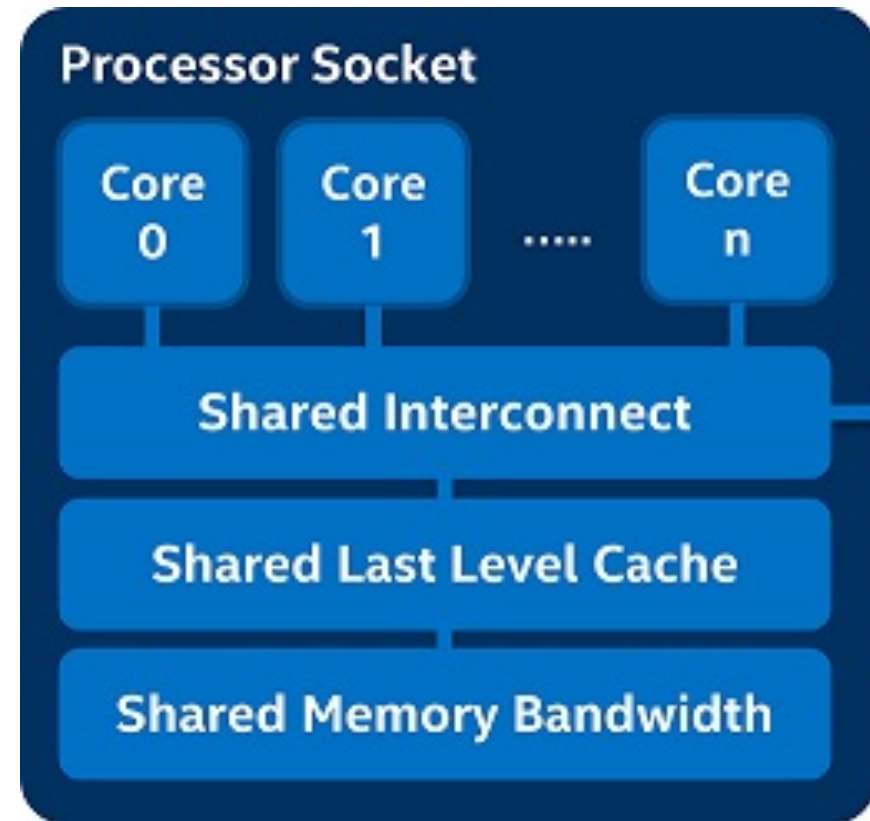 Processor Socket
Core
0
Core
1
.....
Core
n
Shared Interconnect
Shared Last Level Cache
Shared Memory Bandwidth